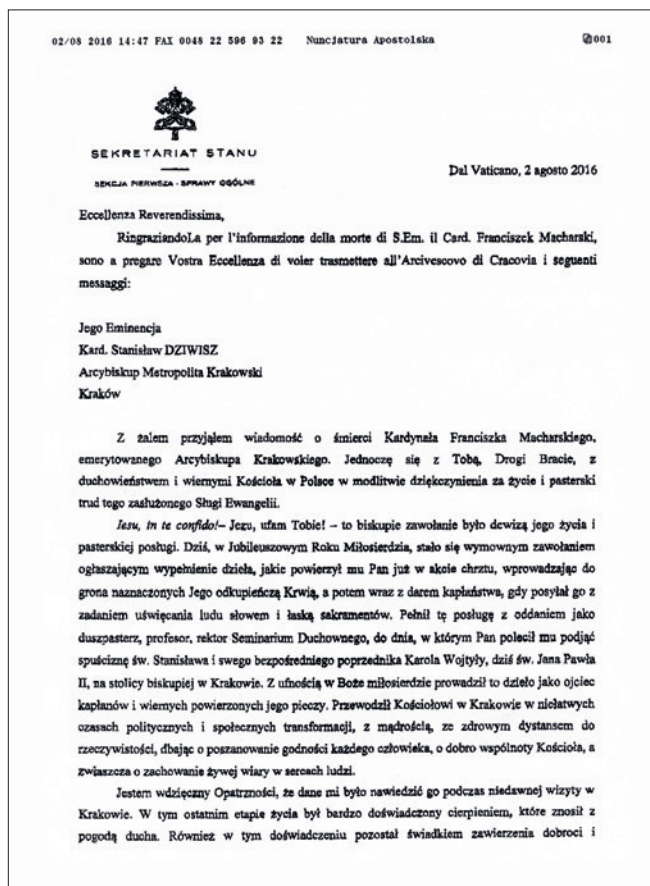 02/08 2016 14:47 FAX 0048 22 596 93 22 Nuncjatura Apostolska 001
SEKRETARIAT STANU
SEKCJA PIERWSZA - SPRAWY OGÓLNE
Dal Vaticano, 2 agosto 2016
Eccellenza Reverendissima,
RingraziandoLa per l'informazione della morte di S.Em. il Card. Franciszek Macharski,
sono a pregare Vostra Eccellenza di voler trasmettere all'Arcivescovo di Cracovia i seguenti
messaggi:
Jego Eminencja
Kard. Stanisław DZIWISZ
Arcybiskup Metropolita Krakowski
Kraków
Z żalem przyjąłem wiadomość o śmierci Kardynała Franciszka Macharskiego,
emerytowanego Arcybiskupa Krakowskiego. Jednoczę się z Tobą, Drogi Bracie, z
duchowieństwem i wiernymi Kościoła w Polsce w modlitwie dziękczynienia za życie i pasterski
trud tego zasłużonego Sługi Ewangelii.
Iesu, in te confido!– Jezu, ufam Tobie! – to biskupie zawołanie było dewizą jego życia i
pasterskiej posługi. Dziś, w Jubileuszowym Roku Miłosierdzia, stało się wymownym zawołaniem
ogłaszającym wypełnienie dzieła, jakie powierzył mu Pan już w akcie chrztu, wprowadzając do
grona naznaczonych Jego odkupieńczą Krwią, a potem wraz z darem kapłaństwa, gdy posyłał go z
zadaniem uświęcania ludu słowem i łaską sakramentów. Pełnił tę posługę z oddaniem jako
duszpasterz, profesor, rektor Seminarium Duchownego, do dnia, w którym Pan polecił mu podjąć
spuściznę św. Stanisława i swego bezpośredniego poprzednika Karola Wojtyły, dziś św. Jana Pawła
II, na stolicy biskupiej w Krakowie. Z ufnością w Boże miłosierdzie prowadził to dzieło jako ojciec
kapłanów i wiernych powierzonych jego pieczy. Przewodził Kościołowi w Krakowie w niełatwych
czasach politycznych i społecznych transformacji, z mądrością, ze zdrowym dystansem do
rzeczywistości, dbając o poszanowanie godności każdego człowieka, o dobro wspólnoty Kościoła, a
zwłaszcza o zachowanie żywej wiary w sercach ludzi.
Jestem wdzięczny Opatrzności, że dane mi było nawiedzić go podczas niedawnej wizyty w
Krakowie. W tym ostatnim etapie życia był bardzo doświadczony cierpieniem, które znosił z
pogodą ducha. Również w tym doświadczeniu pozostał świadkiem zawierzenia dobroci i